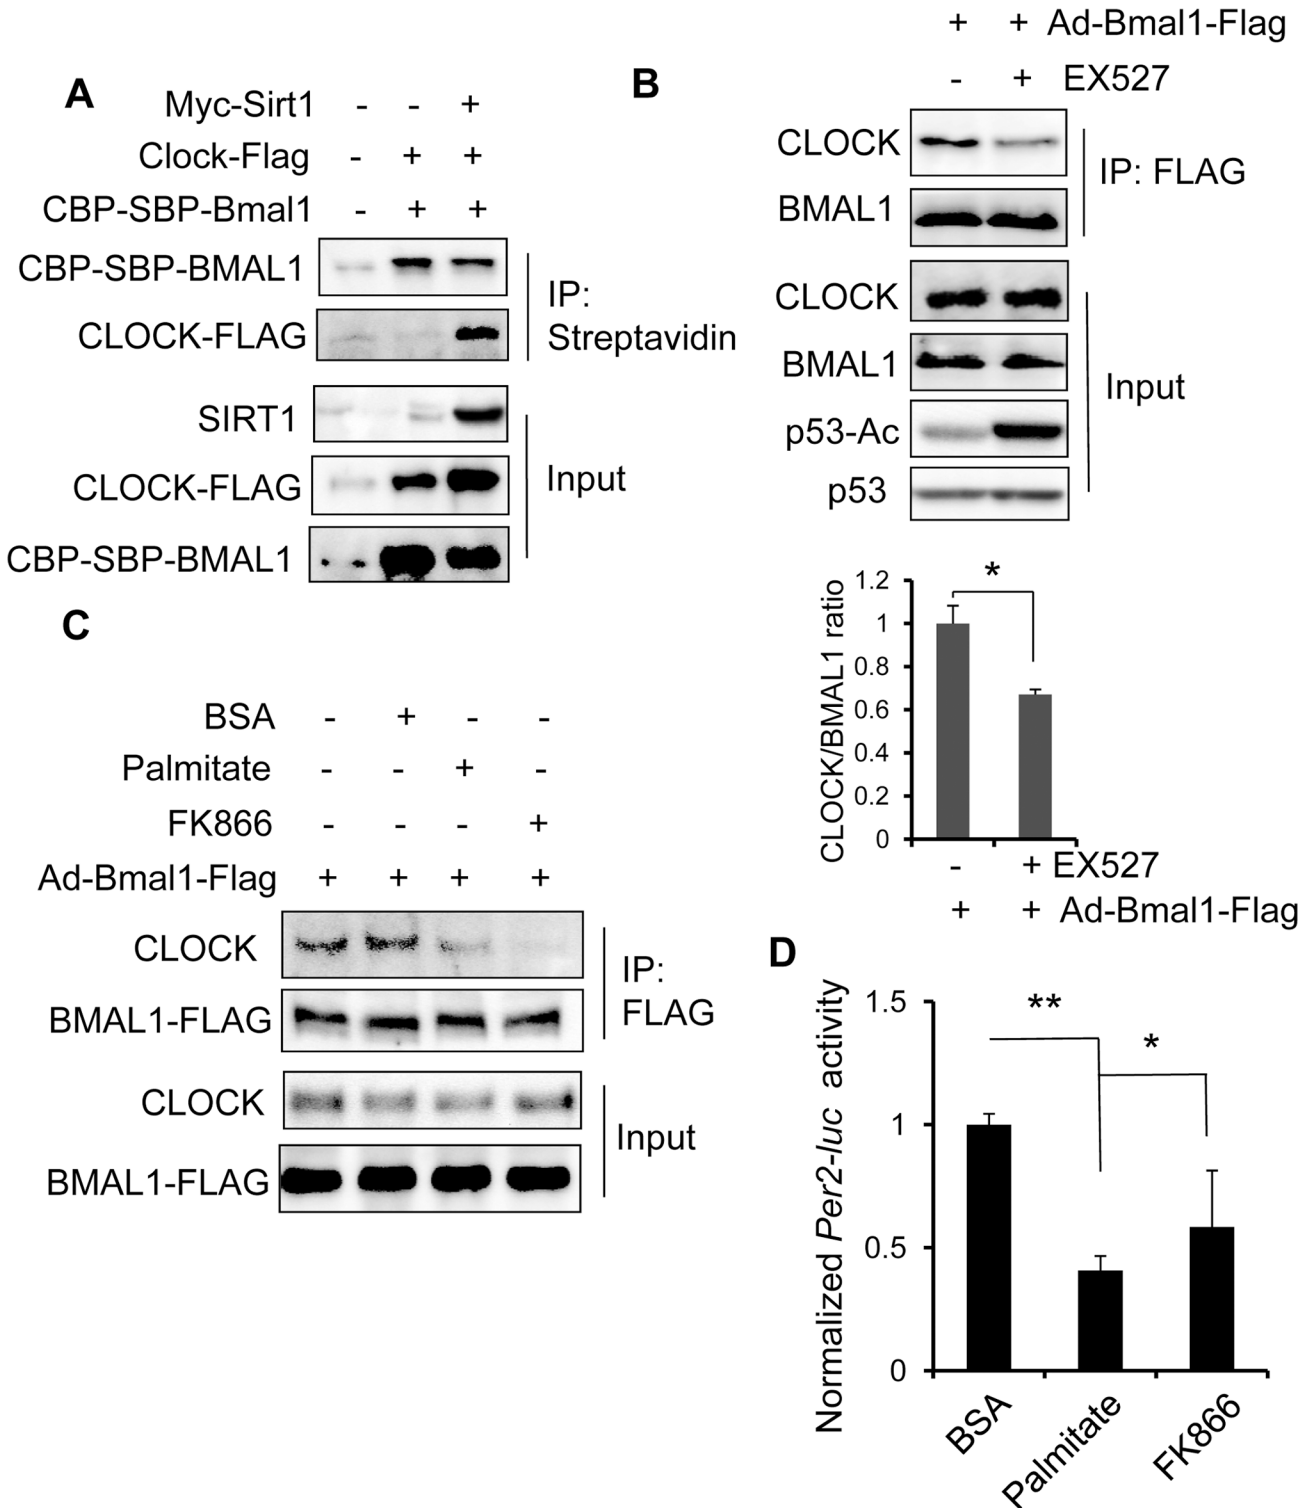 A
Myc-Sirt1 - - +
Clock-Flag - + +
CBP-SBP-Bmal1 - + +
CBP-SBP-BMAL1
CLOCK-FLAG
IP:
Streptavidin
SIRT1
CLOCK-FLAG
CBP-SBP-BMAL1
Input
B
+ + Ad-Bmal1-Flag
- + EX527
CLOCK
BMAL1
IP: FLAG
CLOCK
BMAL1
p53-Ac
p53
Input
CLOCK/BMAL1 ratio
1.2
1
0.8
0.6
0.4
0.2
0
*
- + EX527
+ + Ad-Bmal1-Flag
C
BSA - + - -
Palmitate - - + -
FK866 - - - +
Ad-Bmal1-Flag + + + +
CLOCK
BMAL1-FLAG
IP:
FLAG
CLOCK
BMAL1-FLAG
Input
D
Normalized Per2-luc activity
1.5
1
0.5
0
**
*
BSA
Palmitate
FK866